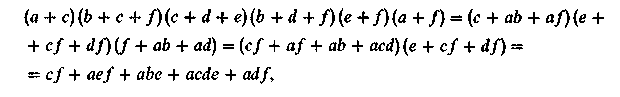 (a + c)(b + c + f)(c + d + e)(b + d + f)(e + f)(a + f) = (c + ab + af)(e +
+ cf + df)(f + ab + ad) = (cf + af + ab + acd)(e + cf + df) =
= cf + aef + abe + acde + adf,